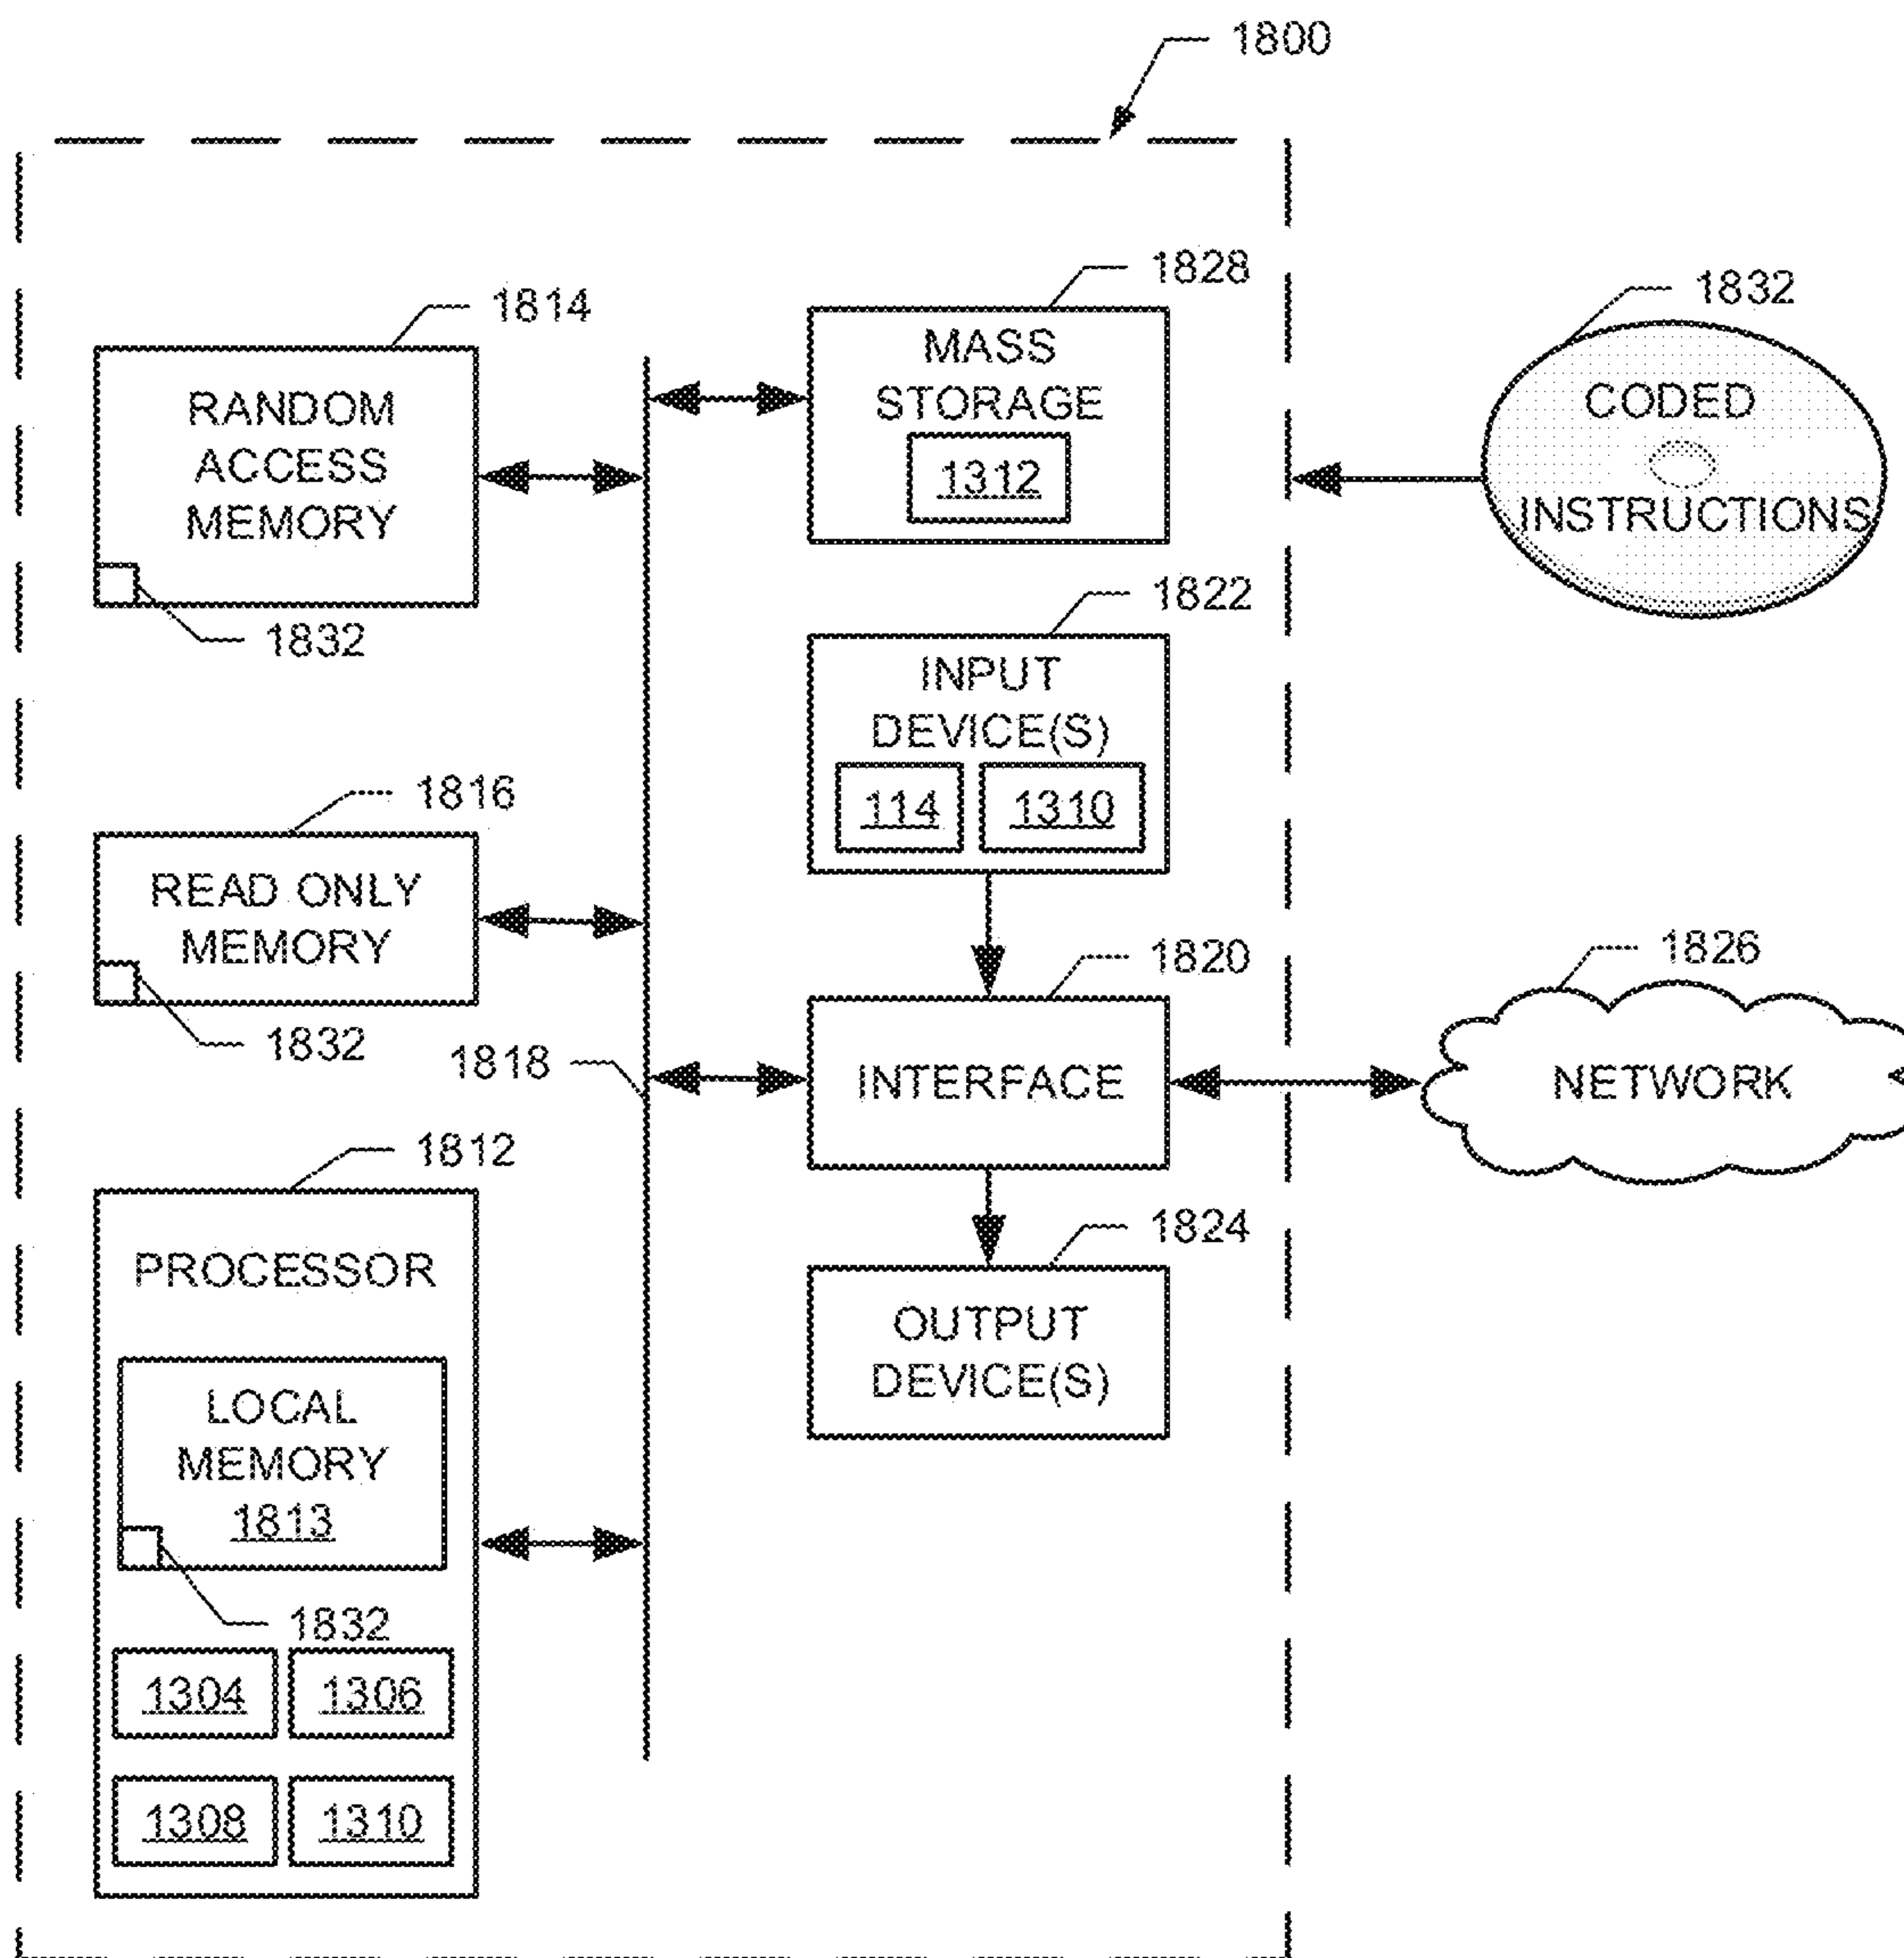 1800
1828
MASS
STORAGE
1312
1814
RANDOM
ACCESS
MEMORY
1832
1832
CODED
INSTRUCTIONS
1822
INPUT
DEVICE(S)
114 1310
1816
READ ONLY
MEMORY
1832
1818
1820
INTERFACE
1826
NETWORK
1812
PROCESSOR
LOCAL
MEMORY
1813
1832
1304 1306
1308 1310
1824
OUTPUT
DEVICE(S)